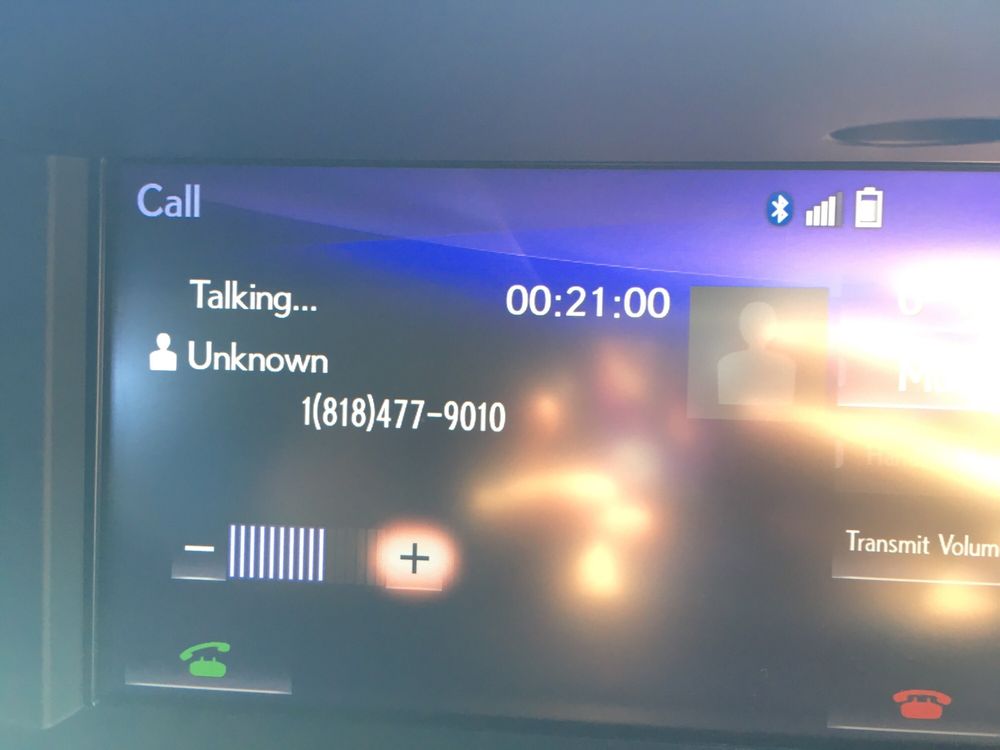 Call
Talking... 00:21:00
Unknown
1(818)477-9010
− +
Transmit Volum